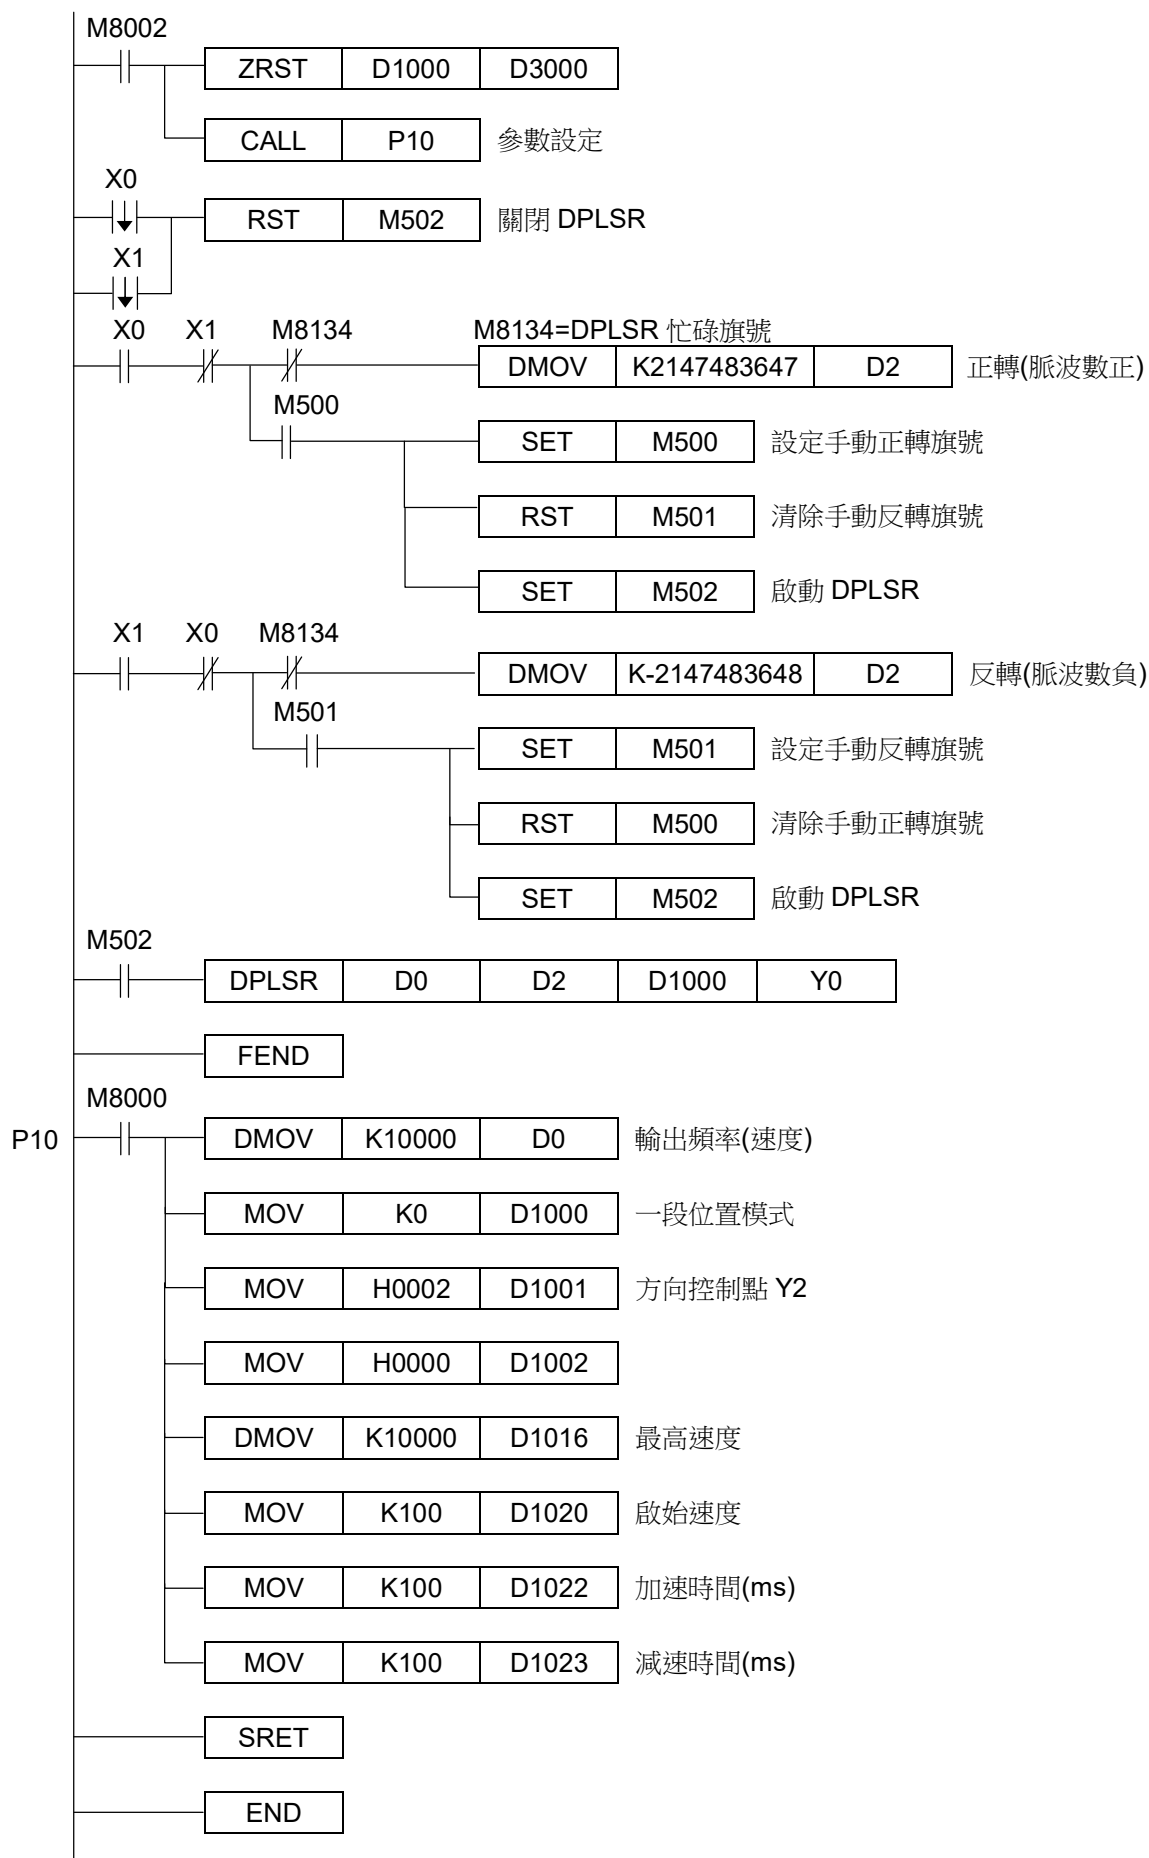 M8002
ZRST D1000 D3000
CALL P10 參數設定
X0
RST M502 關閉 DPLSR
X1
X0 X1 M8134 M8134=DPLSR 忙碌旗號
DMOV K2147483647 D2 正轉(脈波數正)
M500
SET M500 設定手動正轉旗號
RST M501 清除手動反轉旗號
SET M502 啟動 DPLSR
X1 X0 M8134
DMOV K-2147483648 D2 反轉(脈波數負)
M501
SET M501 設定手動反轉旗號
RST M500 清除手動正轉旗號
SET M502 啟動 DPLSR
M502
DPLSR D0 D2 D1000 Y0
FEND
M8000
P10 DMOV K10000 D0 輸出頻率(速度)
MOV K0 D1000 一段位置模式
MOV H0002 D1001 方向控制點 Y2
MOV H0000 D1002
DMOV K10000 D1016 最高速度
MOV K100 D1020 啟始速度
MOV K100 D1022 加速時間(ms)
MOV K100 D1023 減速時間(ms)
SRET
END